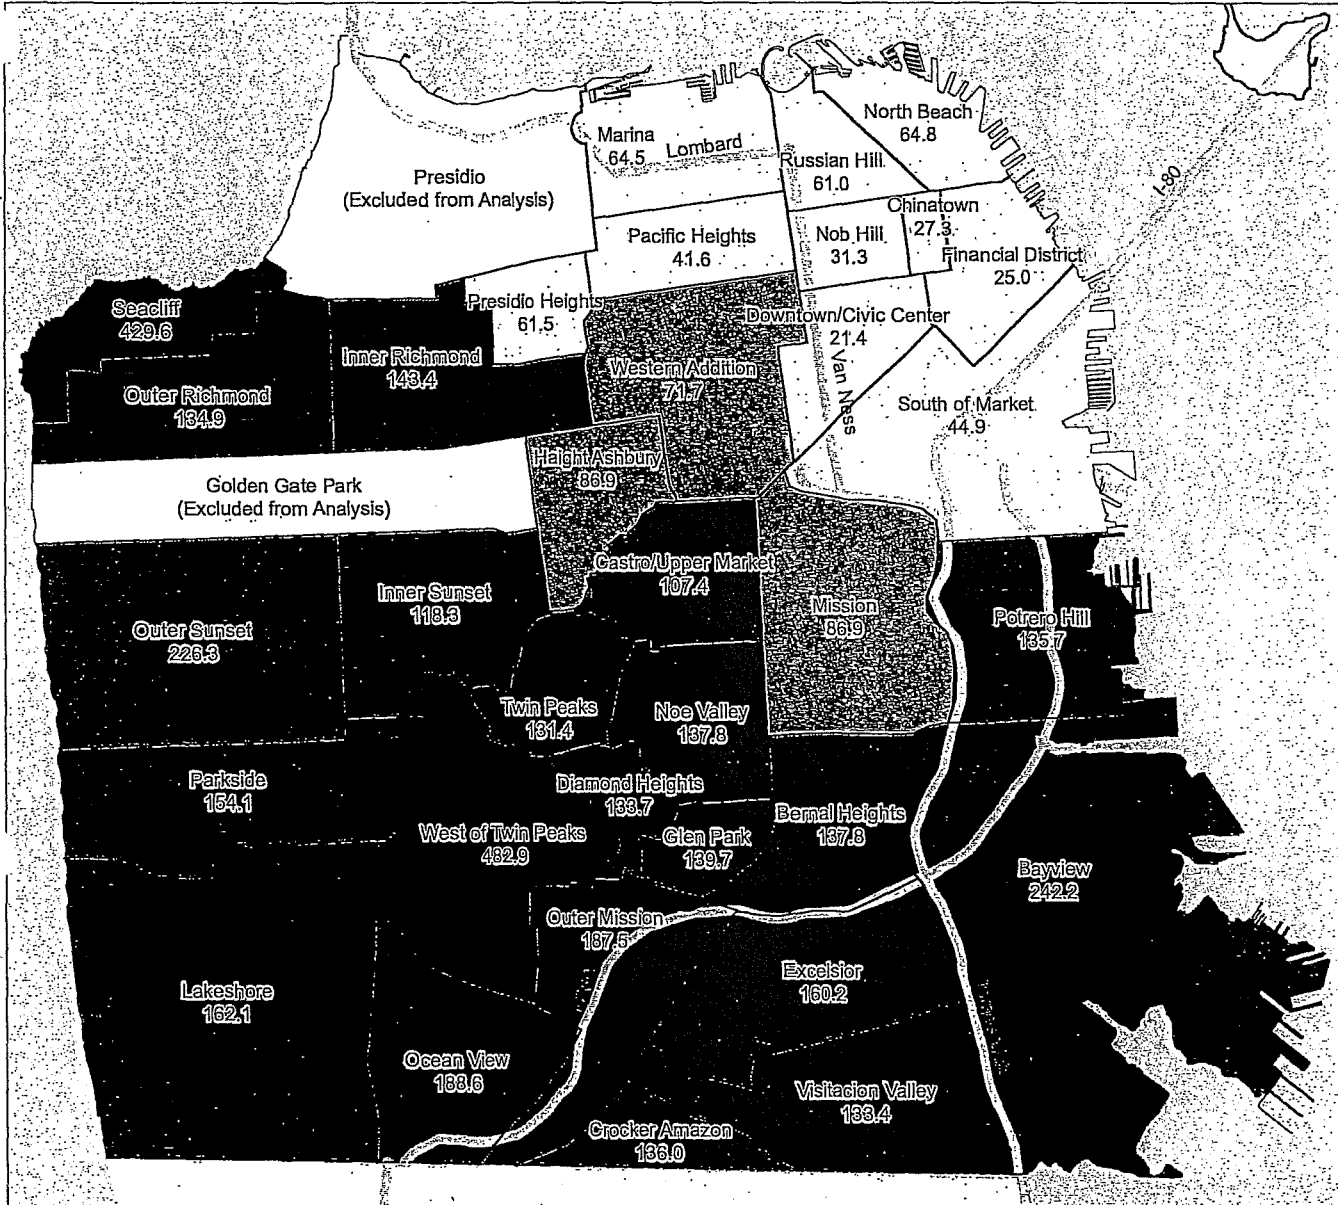 North Beach
64.8
Marina
64.5
Lombard
Russian Hill
61.0
I-80
Presidio
(Excluded from Analysis)
Chinatown
27.3
Pacific Heights
41.6
Nob Hill
31.3
Financial District
25.0
Seacliff
429.6
Presidio Heights
61.5
Downtown/Civic Center
21.4
Inner Richmond
143.4
Western Addition
71.7
Van Ness
Outer Richmond
134.9
South of Market
44.9
Haight Ashbury
86.9
Golden Gate Park
(Excluded from Analysis)
Castro/Upper Market
107.4
Inner Sunset
118.3
Mission
86.9
Potrero Hill
135.7
Outer Sunset
226.3
Twin Peaks
131.4
Noe Valley
137.8
Parkside
154.1
Diamond Heights
133.7
Bernal Heights
137.8
West of Twin Peaks
482.9
Glen Park
139.7
Bayview
242.2
Outer Mission
187.5
Excelsior
160.2
Lakeshore
162.1
Ocean View
188.6
Visitacion Valley
133.4
Crocker Amazon
136.0